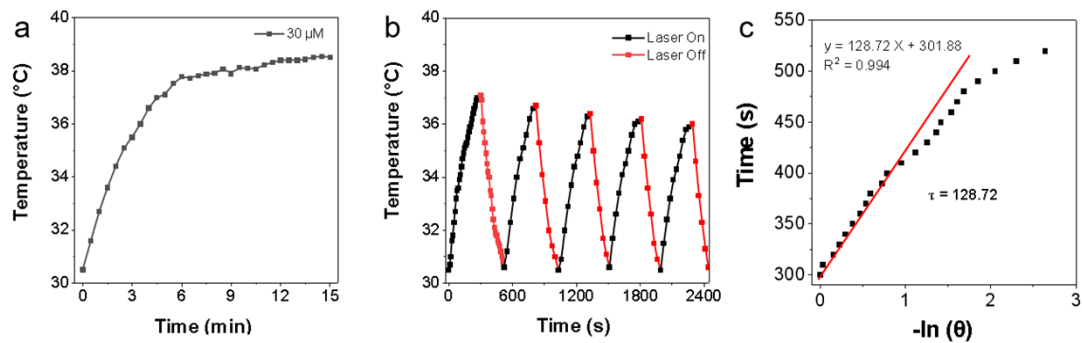 a
30 µM
Temperature (°C)
40
38
36
34
32
30
0
3
6
9
12
15
Time (min)
b
Laser On
Laser Off
Temperature (°C)
40
38
36
34
32
30
0
600
1200
1800
2400
Time (s)
c
y = 128.72 X + 301.88
R² = 0.994
τ = 128.72
Time (s)
550
500
450
400
350
300
0
1
2
3
-ln (θ)